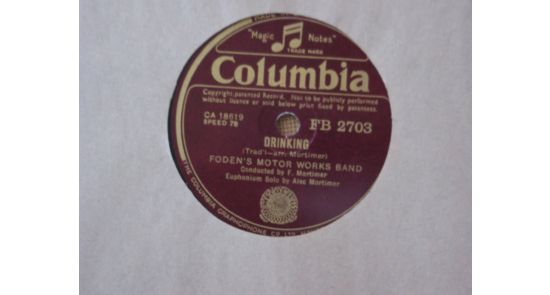 "Magic Notes"
TRADE MARK
Columbia
Copyright, patented Record. Not to be publicly performed
without licence or sold below price fixed by patentees.
CA 18619
SPEED 78
FB 2703
DRINKING
(Trad'l—arr. Mortimer)
FODEN'S MOTOR WORKS BAND
Conducted by F. Mortimer
Euphonium Solo by Alec Mortimer
THE COLUMBIA GRAPHOPHONE CO. LTD.